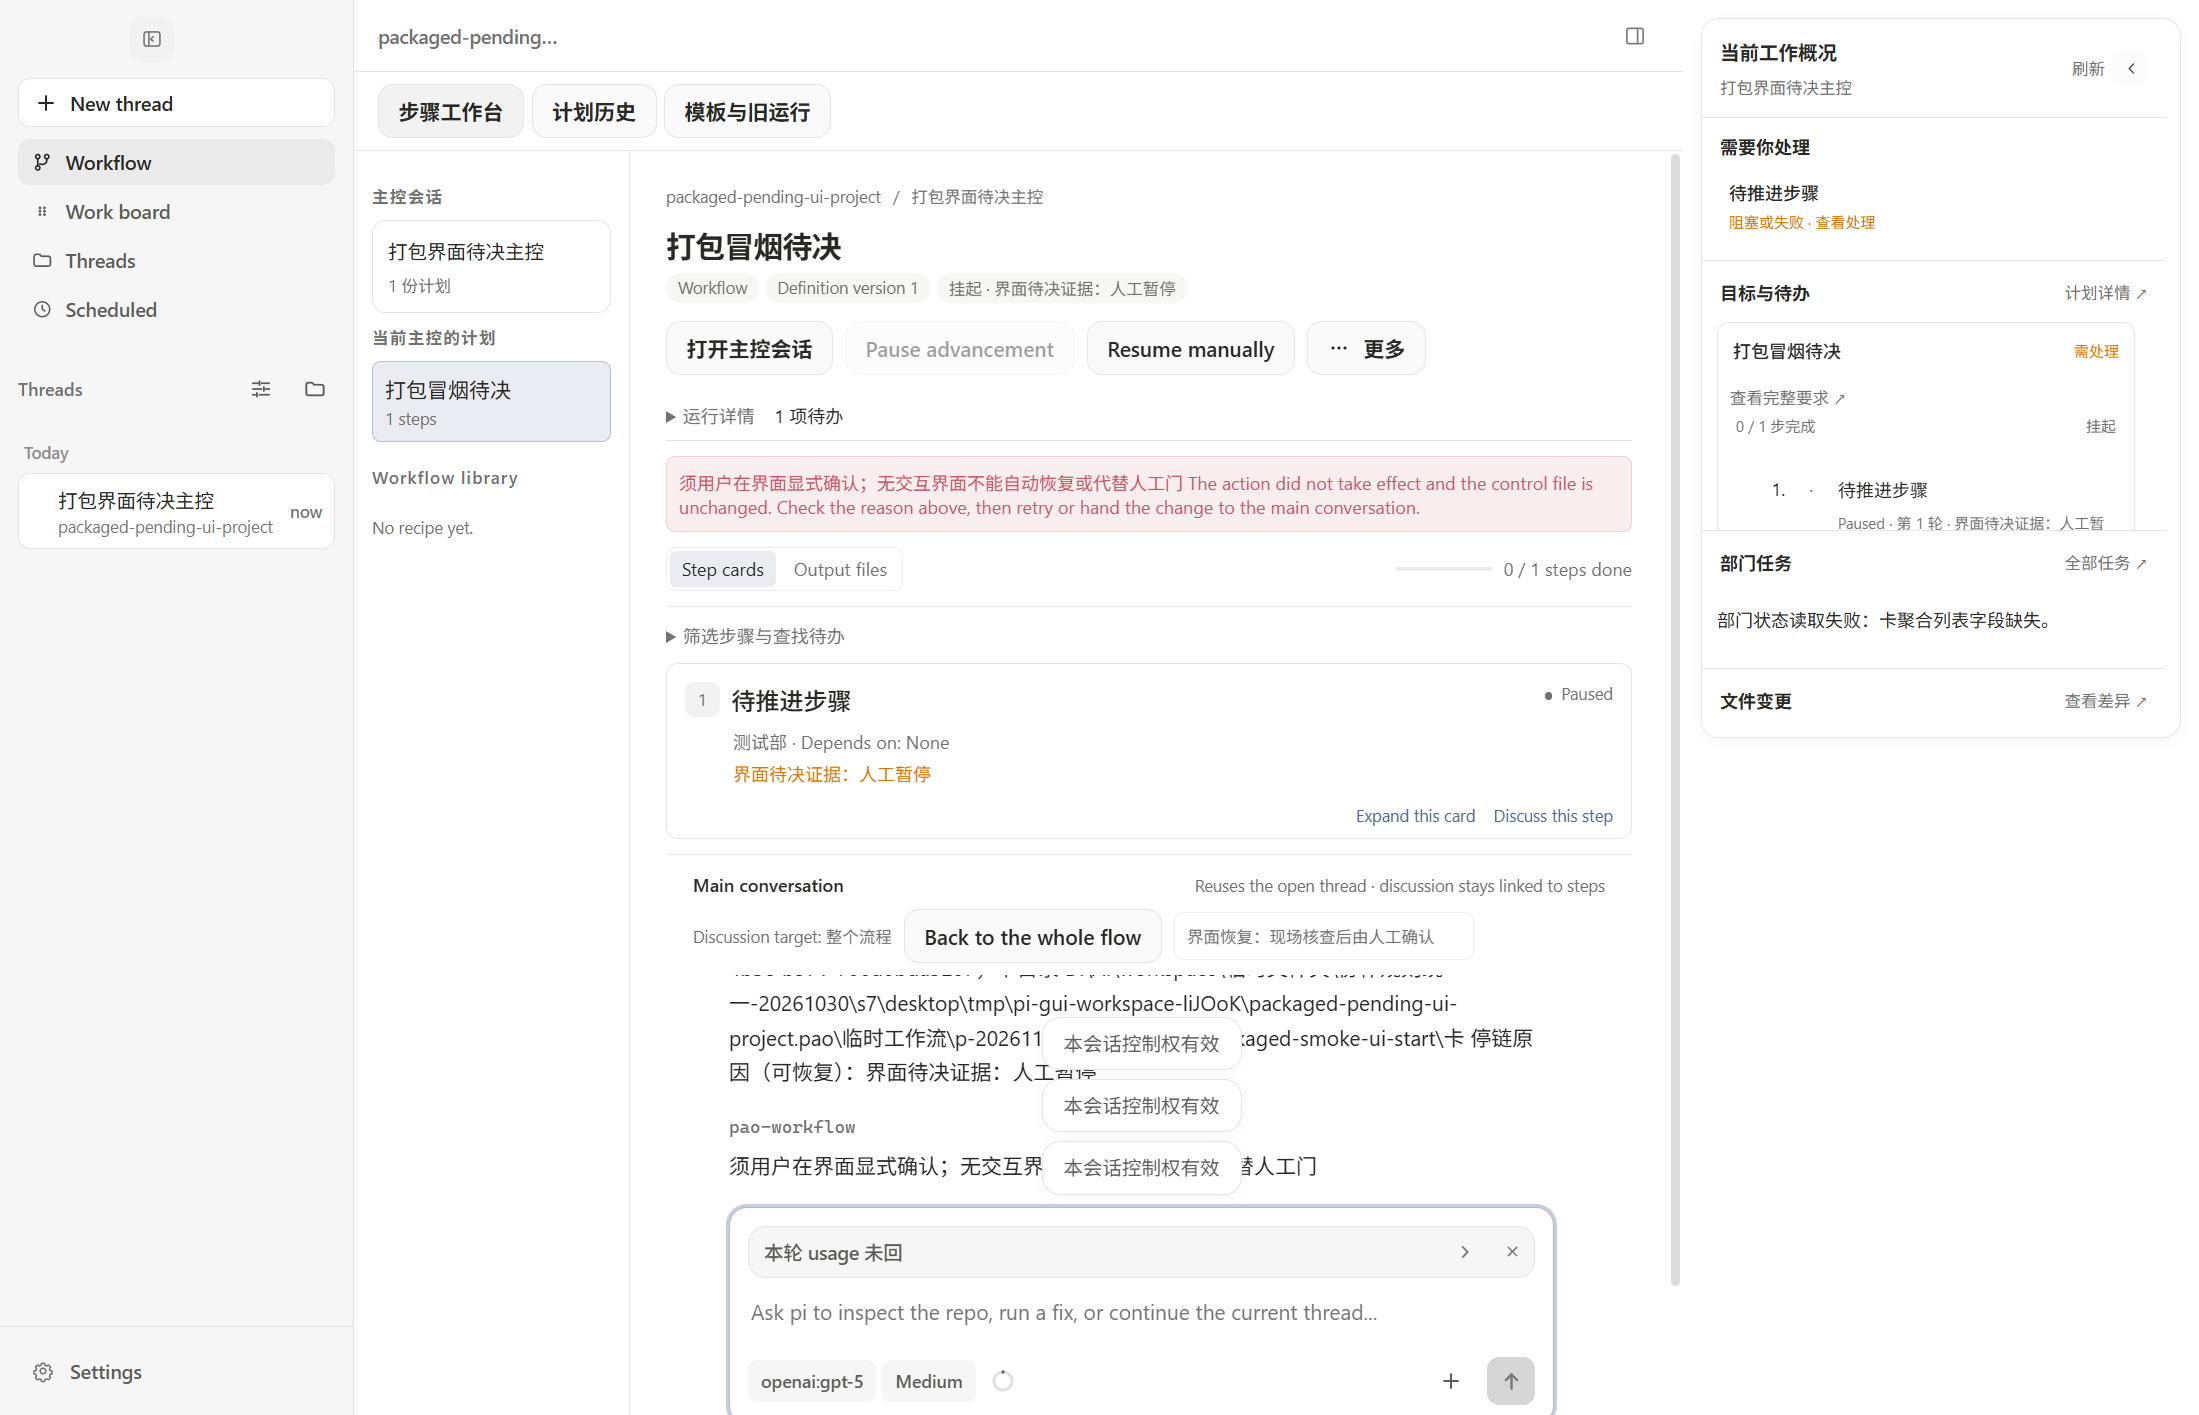 New thread
Workflow
Work board
Threads
Scheduled
Threads
Today
打包界面待决主控
packaged-pending-ui-project
now
Settings
packaged-pending...
步骤工作台
计划历史
模板与旧运行
主控会话
打包界面待决主控
1 份计划
当前主控的计划
打包冒烟待决
1 steps
Workflow library
No recipe yet.
packaged-pending-ui-project / 打包界面待决主控
打包冒烟待决
Workflow
Definition version 1
挂起 · 界面待决证据：人工暂停
打开主控会话
Pause advancement
Resume manually
··· 更多
▶ 运行详情 1 项待办
须用户在界面显式确认；无交互界面不能自动恢复或代替人工门 The action did not take effect and the control file is
unchanged. Check the reason above, then retry or hand the change to the main conversation.
Step cards
Output files
0 / 1 steps done
▶ 筛选步骤与查找待办
1
待推进步骤
Paused
测试部 · Depends on: None
界面待决证据：人工暂停
Expand this card
Discuss this step
Main conversation
Reuses the open thread · discussion stays linked to steps
Discussion target: 整个流程
Back to the whole flow
界面恢复：现场核查后由人工确认
一-20261030\s7\desktop\tmp\pi-gui-workspace-liJOoK\packaged-pending-ui-
project.pao\临时工作流\p-202611 kaged-smoke-ui-start\卡 停链原
因（可恢复）：界面待决证据：人工暂停
本会话控制权有效
本会话控制权有效
pao-workflow
须用户在界面显式确认；无交互界 替人工门
本会话控制权有效
本轮 usage 未回
Ask pi to inspect the repo, run a fix, or continue the current thread...
openai:gpt-5
Medium
当前工作概况
打包界面待决主控
刷新
需要你处理
待推进步骤
阻塞或失败 · 查看处理
目标与待办
计划详情 ↗
打包冒烟待决
需处理
查看完整要求 ↗
0 / 1 步完成
挂起
1. · 待推进步骤
Paused · 第 1 轮 · 界面待决证据：人工暂
部门任务
全部任务 ↗
部门状态读取失败：卡聚合列表字段缺失。
文件变更
查看差异 ↗